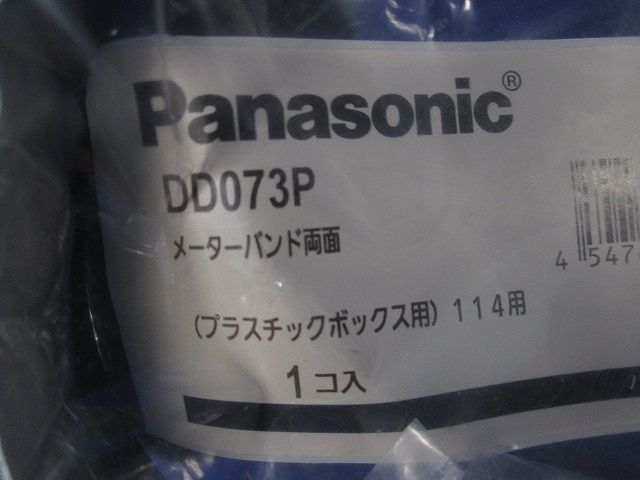 Panasonic®
DD073P
メーターバンド両面
(プラスチックボックス用) 114用
1コ入
4 547